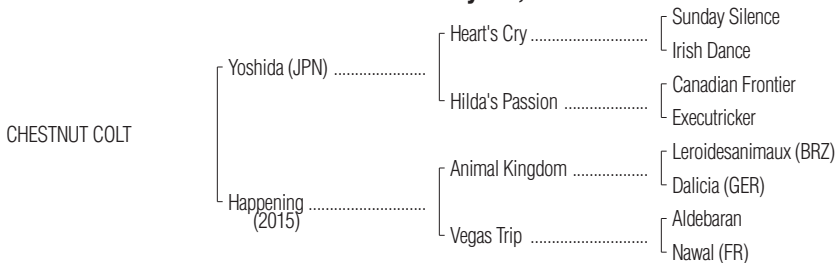 Sunday Silence
Heart's Cry ........................
Irish Dance
Yoshida (JPN) ......................
Canadian Frontier
Hilda's Passion ....................
Executricker
CHESTNUT COLT
Leroidesanimaux (BRZ)
Animal Kingdom ..................
Dalicia (GER)
Happening ............................
(2015)
Aldebaran
Vegas Trip ............................
Nawal (FR)